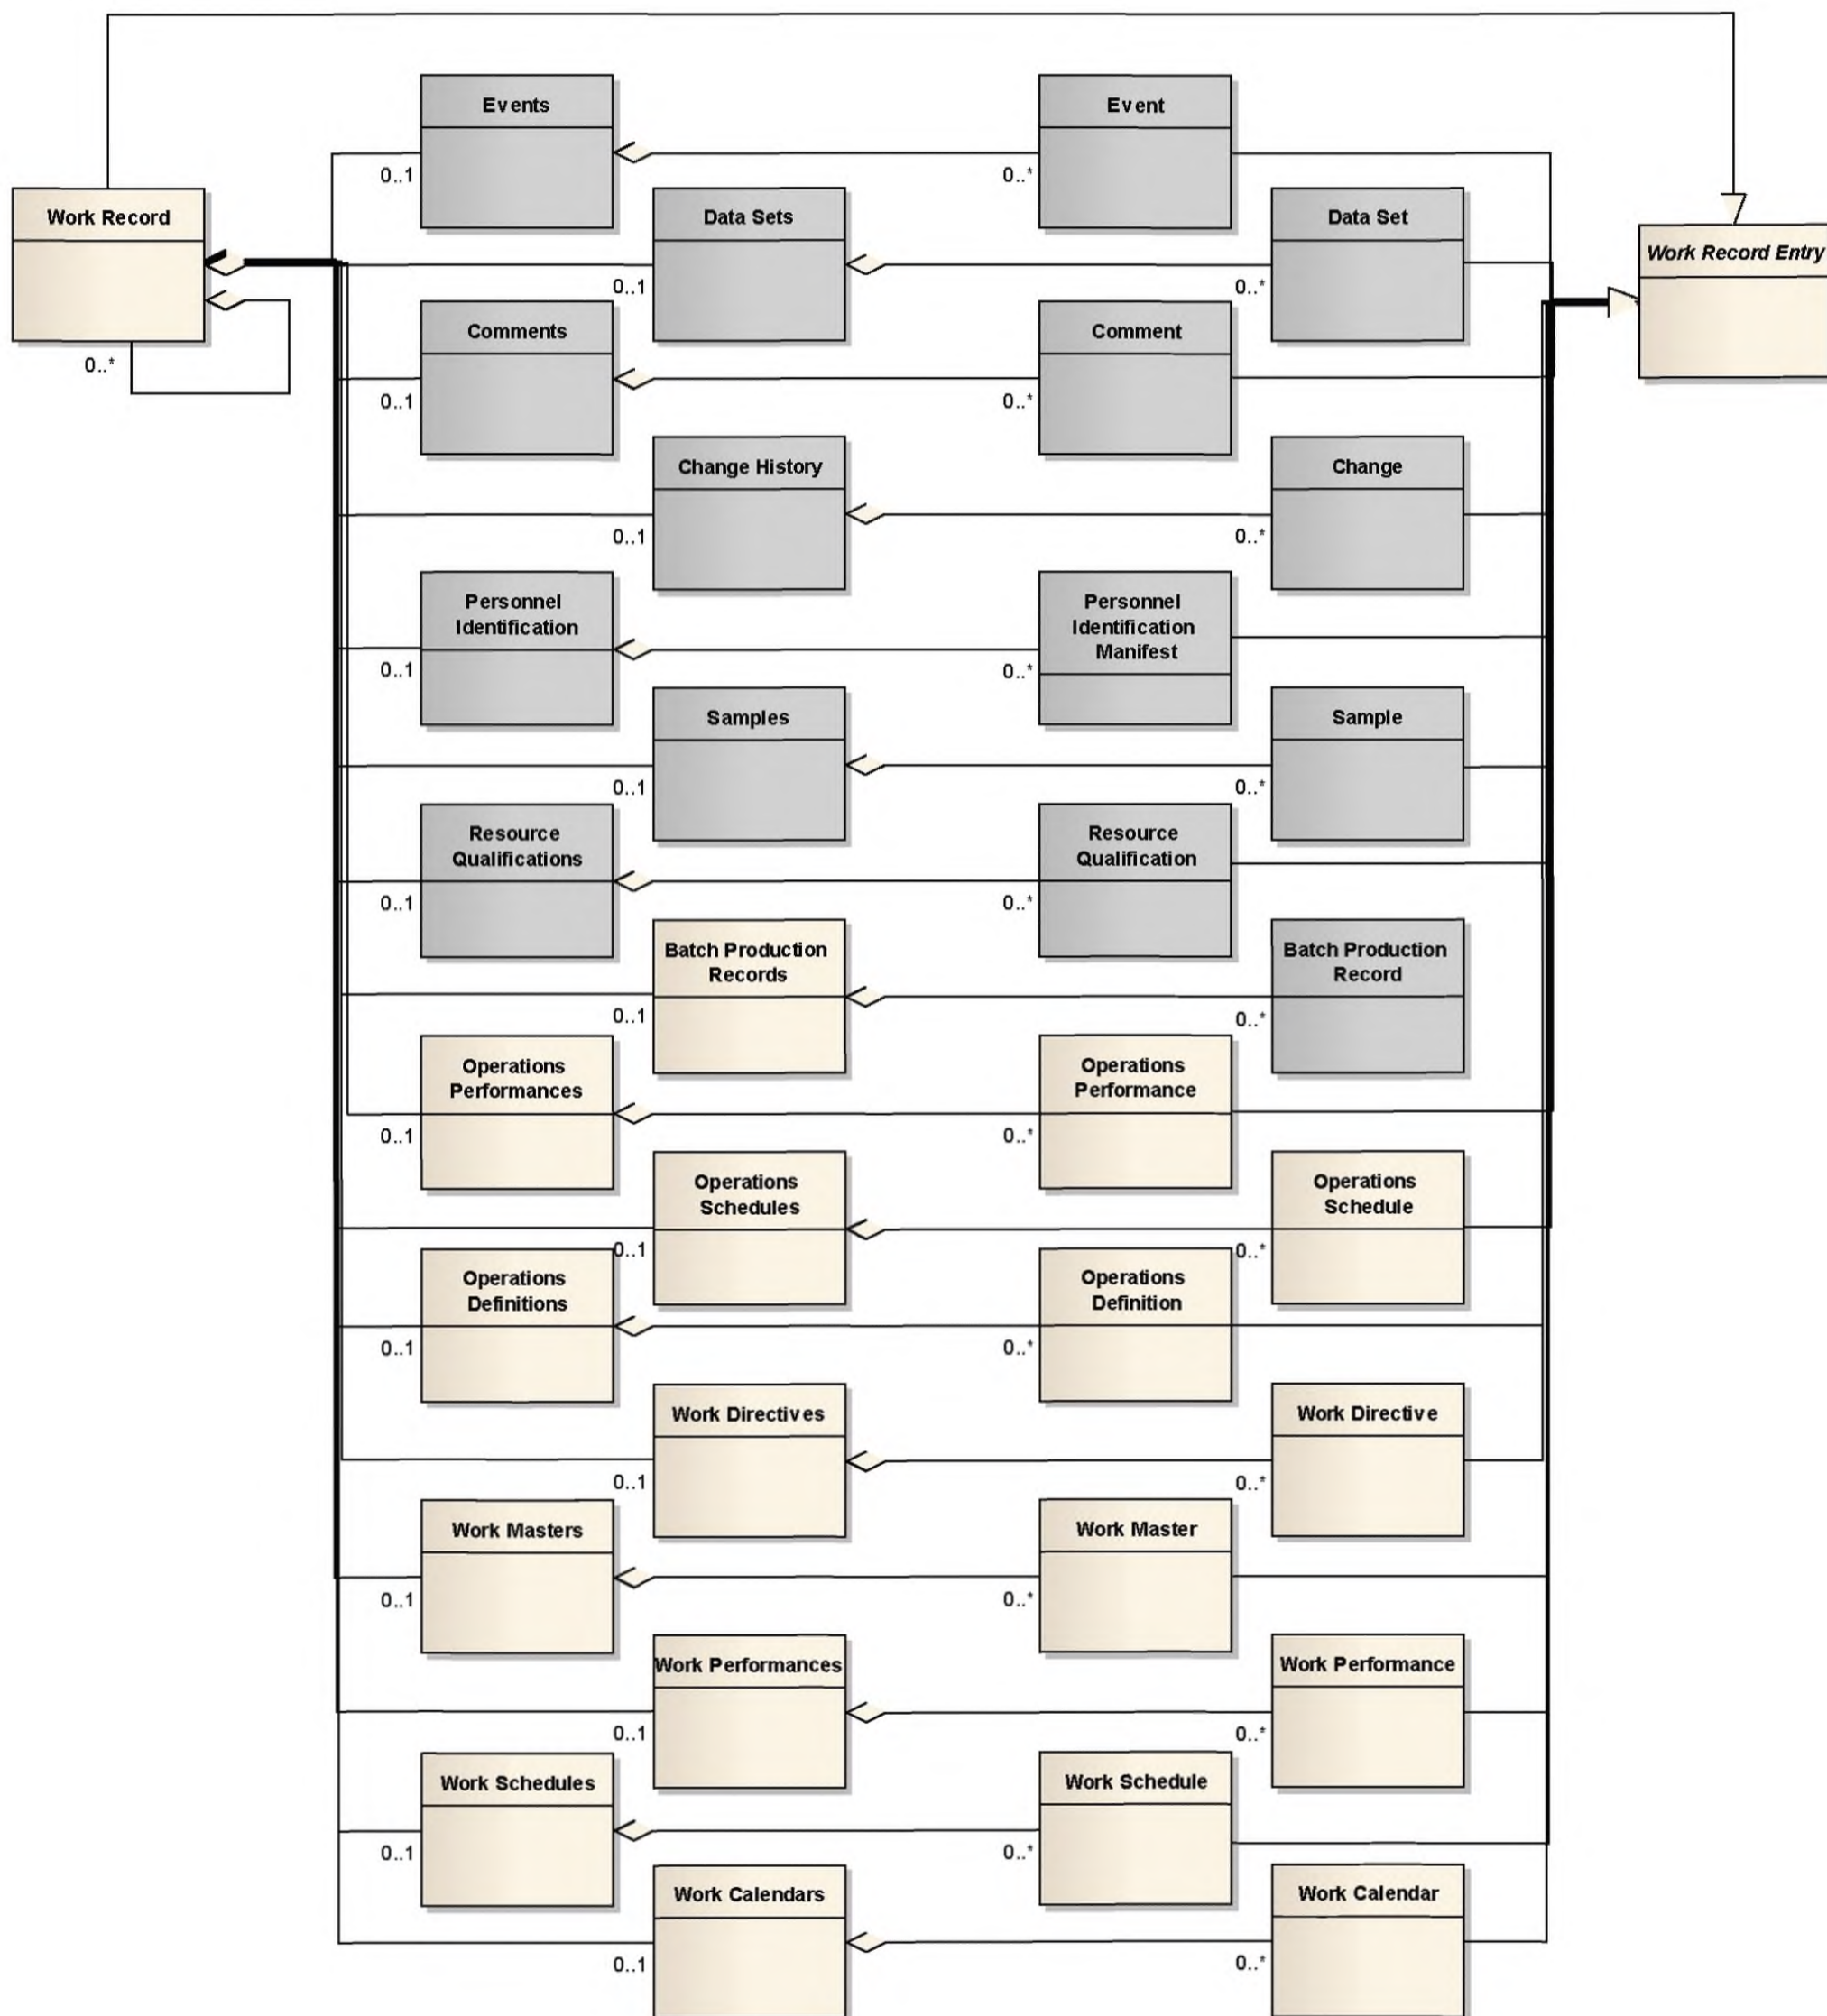 Events
Event
0..1
0..*
Work Record
Data Sets
Data Set
Work Record Entry
0..1
0..*
Comments
Comment
0..*
0..1
0..*
Change History
Change
0..1
0..*
Personnel
Identification
Personnel
Identification
Manifest
0..1
0..*
Samples
Sample
0..1
0..*
Resource
Qualifications
Resource
Qualification
0..1
0..*
Batch Production
Records
Batch Production
Record
0..1
0..*
Operations
Performances
Operations
Performance
0..1
0..*
Operations
Schedules
Operations
Schedule
0..1
0..*
Operations
Definitions
Operations
Definition
0..1
0..*
Work Directives
Work Directive
0..1
0..*
Work Masters
Work Master
0..1
0..*
Work Performances
Work Performance
0..1
0..*
Work Schedules
Work Schedule
0..1
0..*
Work Calendars
Work Calendar
0..1
0..*